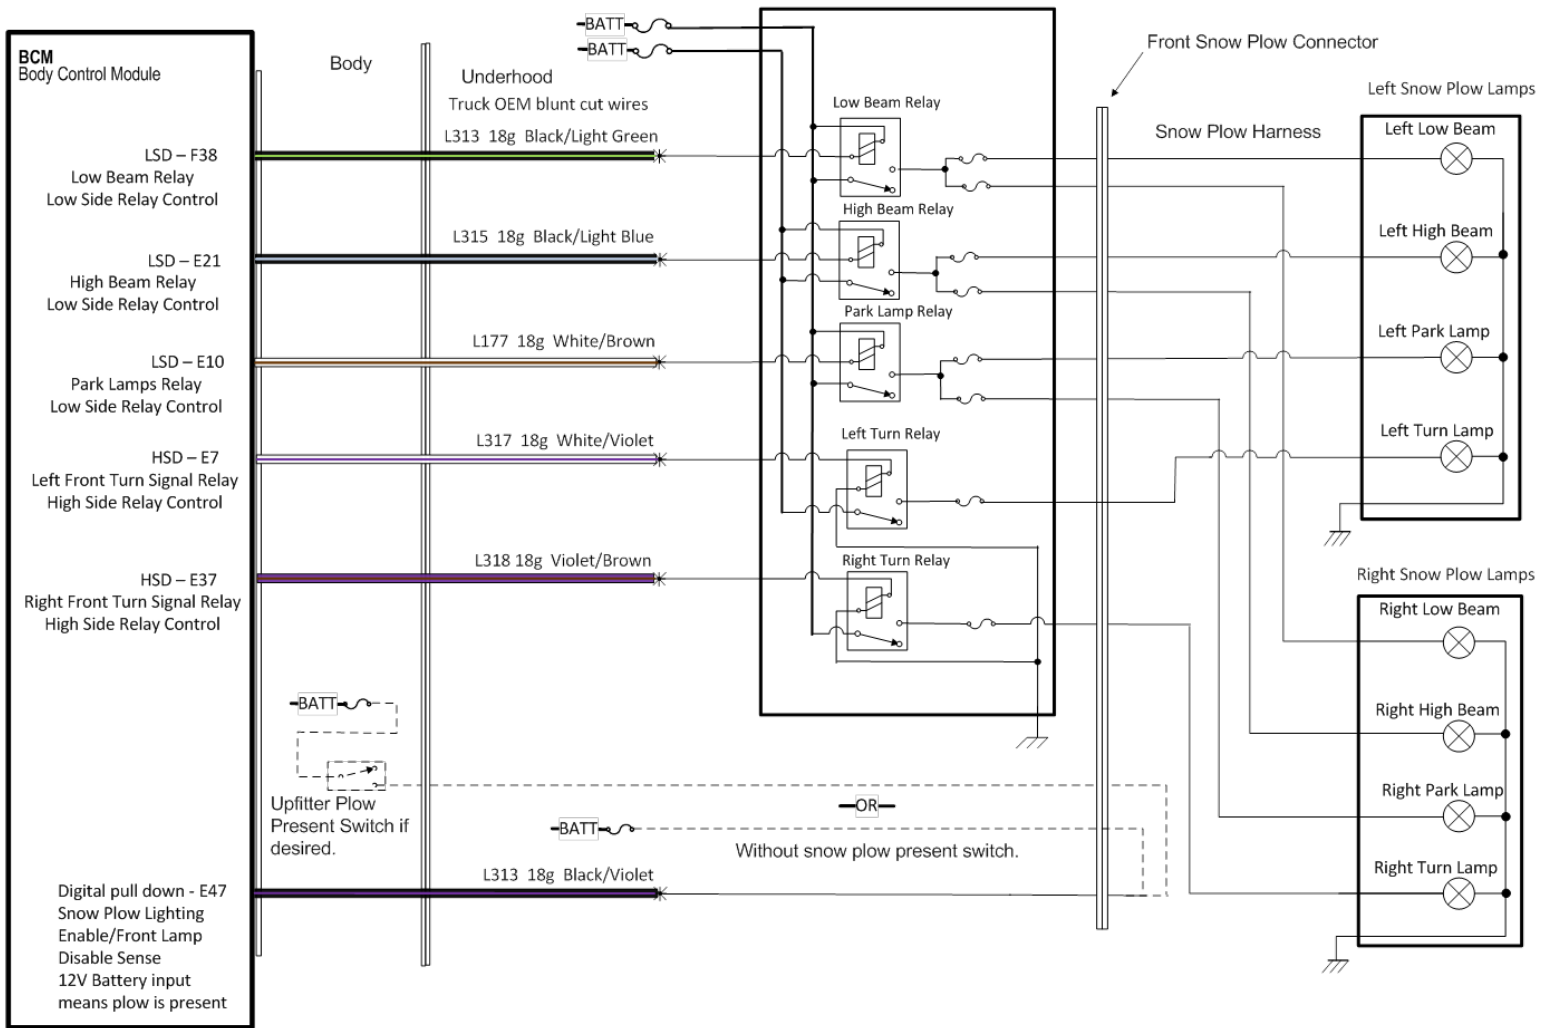 BCM
Body Control Module
LSD – F38
Low Beam Relay
Low Side Relay Control
LSD – E21
High Beam Relay
Low Side Relay Control
LSD – E10
Park Lamps Relay
Low Side Relay Control
HSD – E7
Left Front Turn Signal Relay
High Side Relay Control
HSD – E37
Right Front Turn Signal Relay
High Side Relay Control
Digital pull down - E47
Snow Plow Lighting
Enable/Front Lamp
Disable Sense
12V Battery input
means plow is present
Body
Underhood
Truck OEM blunt cut wires
L313 18g Black/Light Green
L315 18g Black/Light Blue
L177 18g White/Brown
L317 18g White/Violet
L318 18g Violet/Brown
BATT
Upfitter Plow
Present Switch if
desired.
OR
BATT
Without snow plow present switch.
L313 18g Black/Violet
BATT
BATT
Low Beam Relay
High Beam Relay
Park Lamp Relay
Left Turn Relay
Right Turn Relay
Front Snow Plow Connector
Snow Plow Harness
Left Snow Plow Lamps
Left Low Beam
Left High Beam
Left Park Lamp
Left Turn Lamp
Right Snow Plow Lamps
Right Low Beam
Right High Beam
Right Park Lamp
Right Turn Lamp